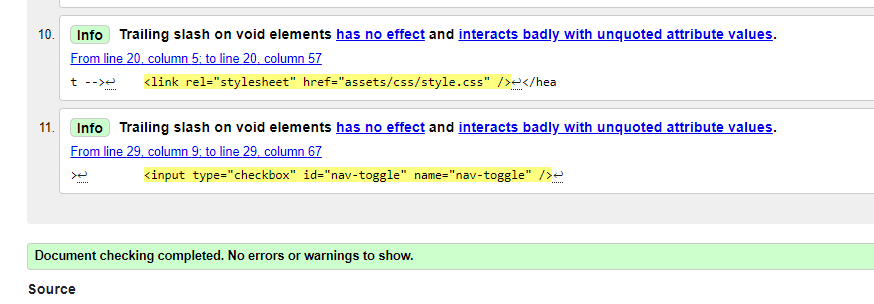 10. Info Trailing slash on void elements has no effect and interacts badly with unquoted attribute values.
From line 20, column 5; to line 20, column 57
t -->↩    <link rel="stylesheet" href="assets/css/style.css" />↩</hea
11. Info Trailing slash on void elements has no effect and interacts badly with unquoted attribute values.
From line 29, column 9; to line 29, column 67
>↩        <input type="checkbox" id="nav-toggle" name="nav-toggle" />↩
Document checking completed. No errors or warnings to show.
Source